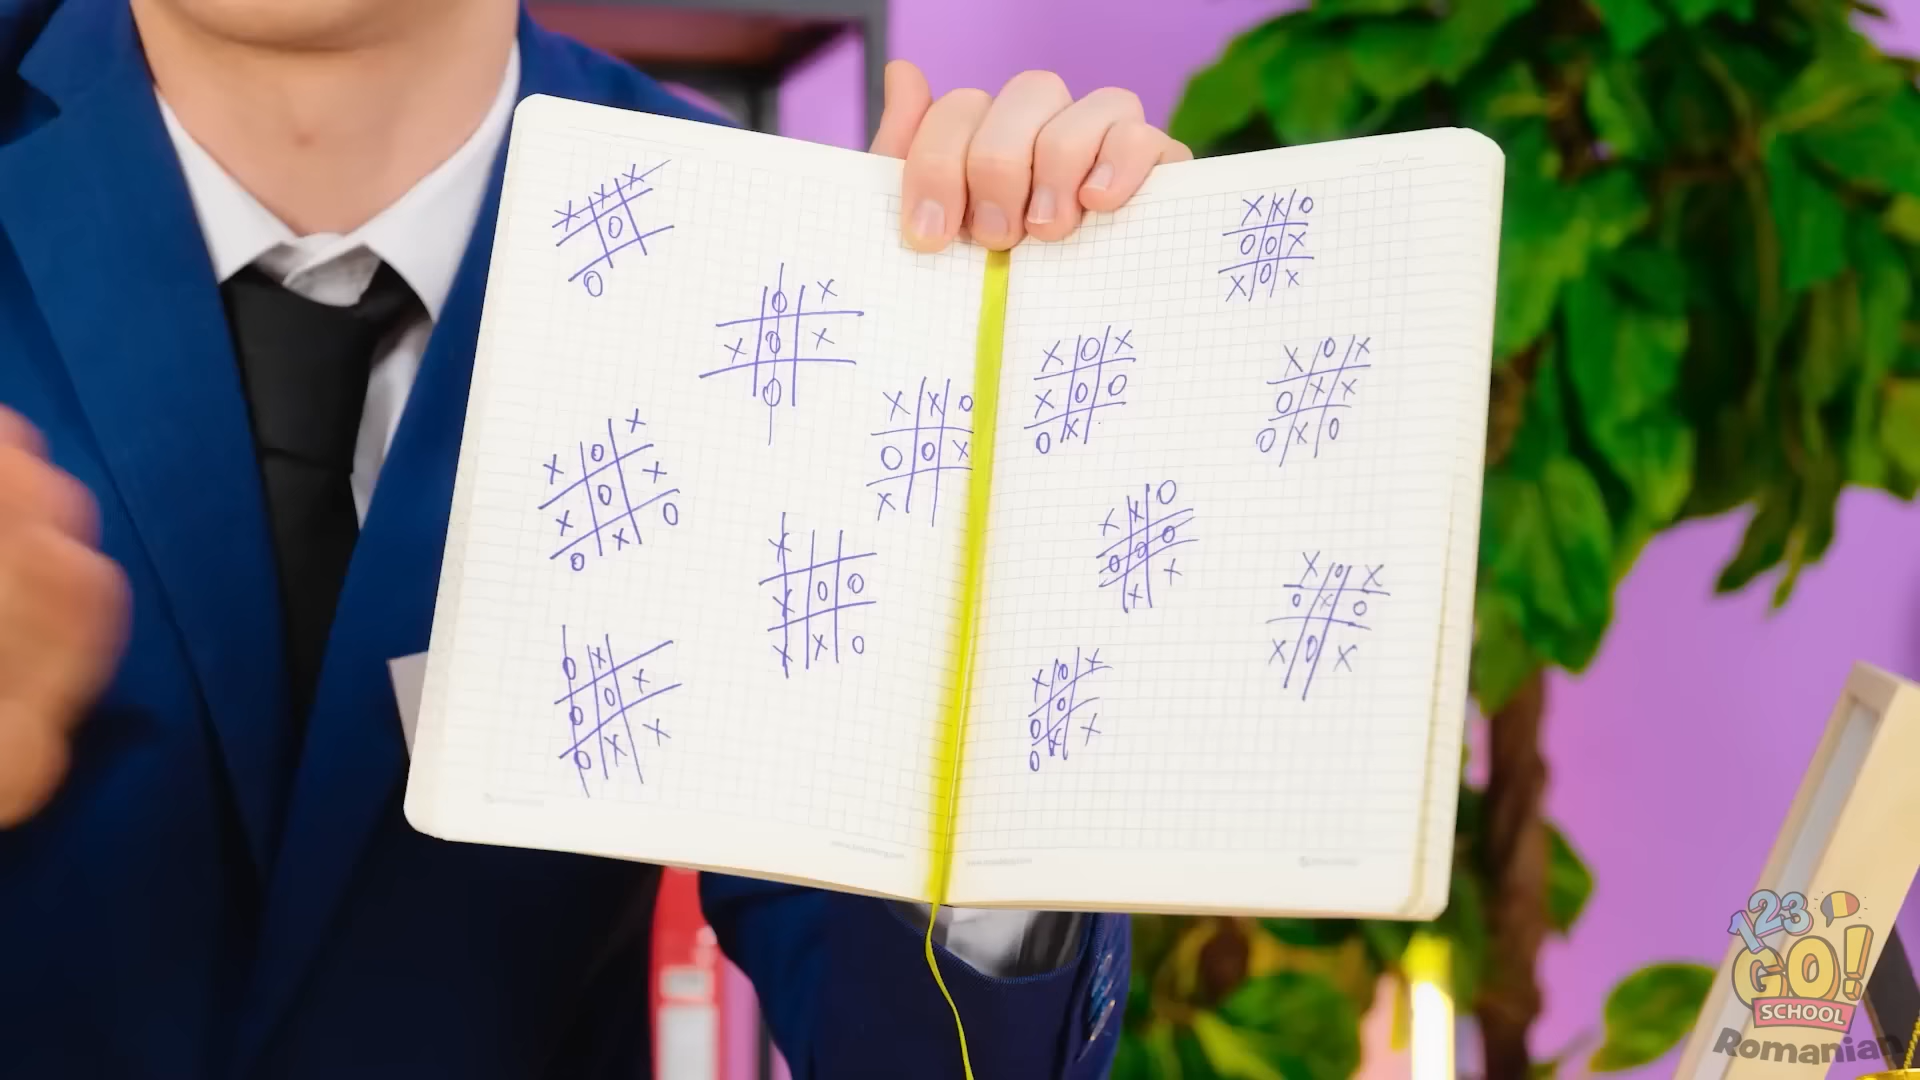 X X X
O
O
O X
X O X
O
X O X
X O X
O X O
X X O
O O X
X
X
X O O
X X O
O X
O O X
O X X
X X O
O O X
X O X
X O X
X O O
O X
X O X
O X X
O X O
X X O
O O O
X X
X O X
O X O
X O X
X O X
O O
O X X
123 GO!
SCHOOL
Romanian